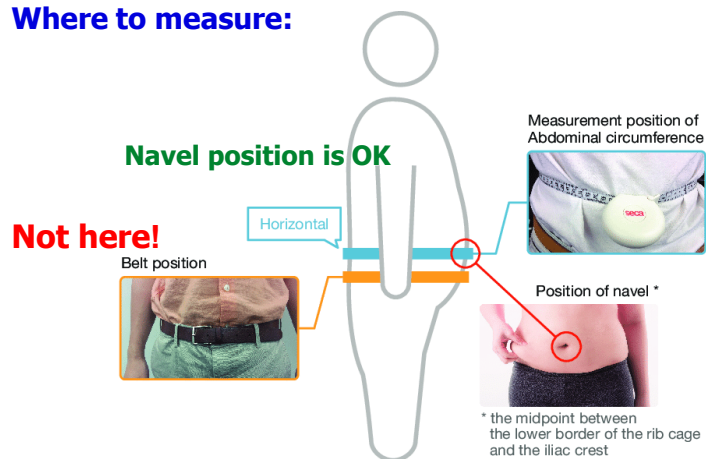 Where to measure:
Measurement position of
Abdominal circumference
Navel position is OK
seca
Horizontal
Not here!
Belt position
Position of navel *
* the midpoint between
the lower border of the rib cage
and the iliac crest